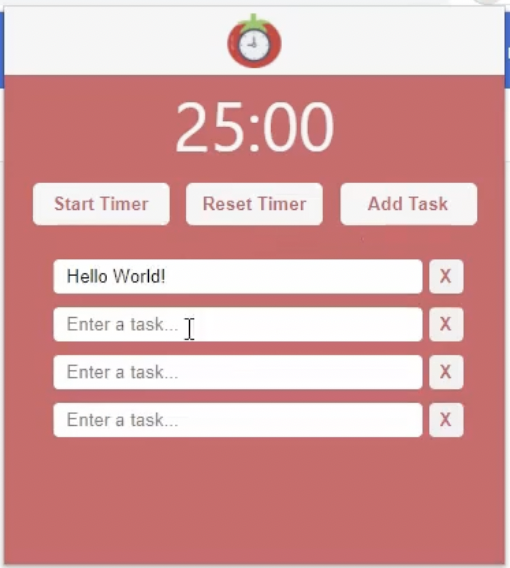 25:00
Start Timer Reset Timer Add Task
Hello World! X
Enter a task... X
Enter a task... X
Enter a task... X